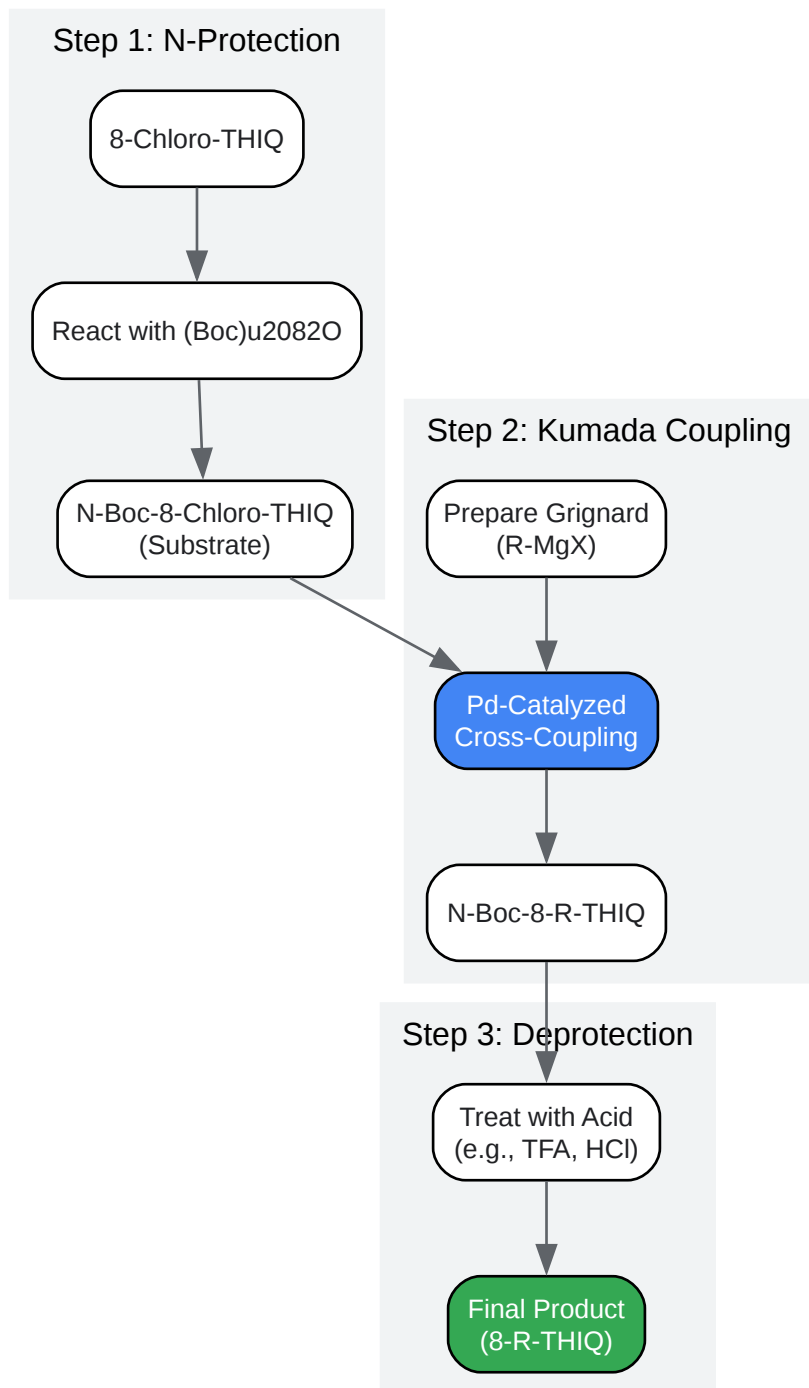 Step 1: N-Protection
8-Chloro-THIQ
React with (Boc)u2082O
N-Boc-8-Chloro-THIQ
(Substrate)
Step 2: Kumada Coupling
Prepare Grignard
(R-MgX)
Pd-Catalyzed
Cross-Coupling
N-Boc-8-R-THIQ
Step 3: Deprotection
Treat with Acid
(e.g., TFA, HCl)
Final Product
(8-R-THIQ)